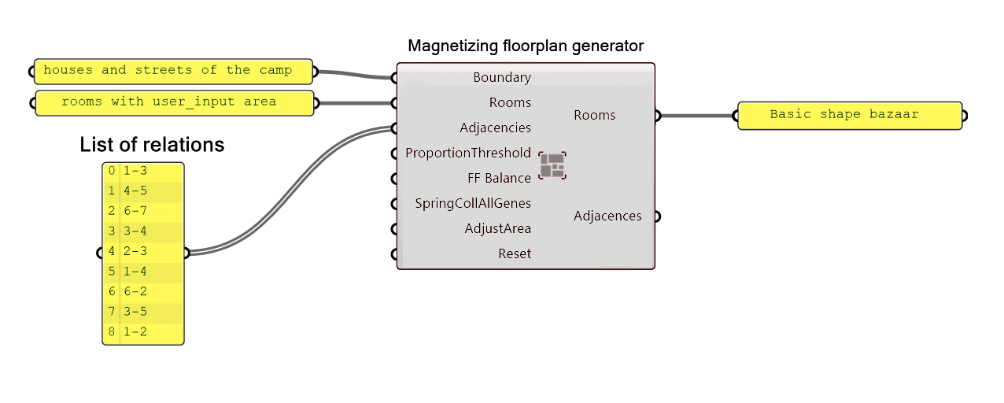 Magnetizing floorplan generator
houses and streets of the camp
rooms with user_input area
List of relations
0 1-3
1 4-5
2 6-7
3 3-4
4 2-3
5 1-4
6 6-2
7 3-5
8 1-2
Boundary
Rooms
Adjacencies
ProportionThreshold
FF Balance
SpringCollAllGenes
AdjustArea
Reset
Rooms
Adjacences
Basic shape bazaar